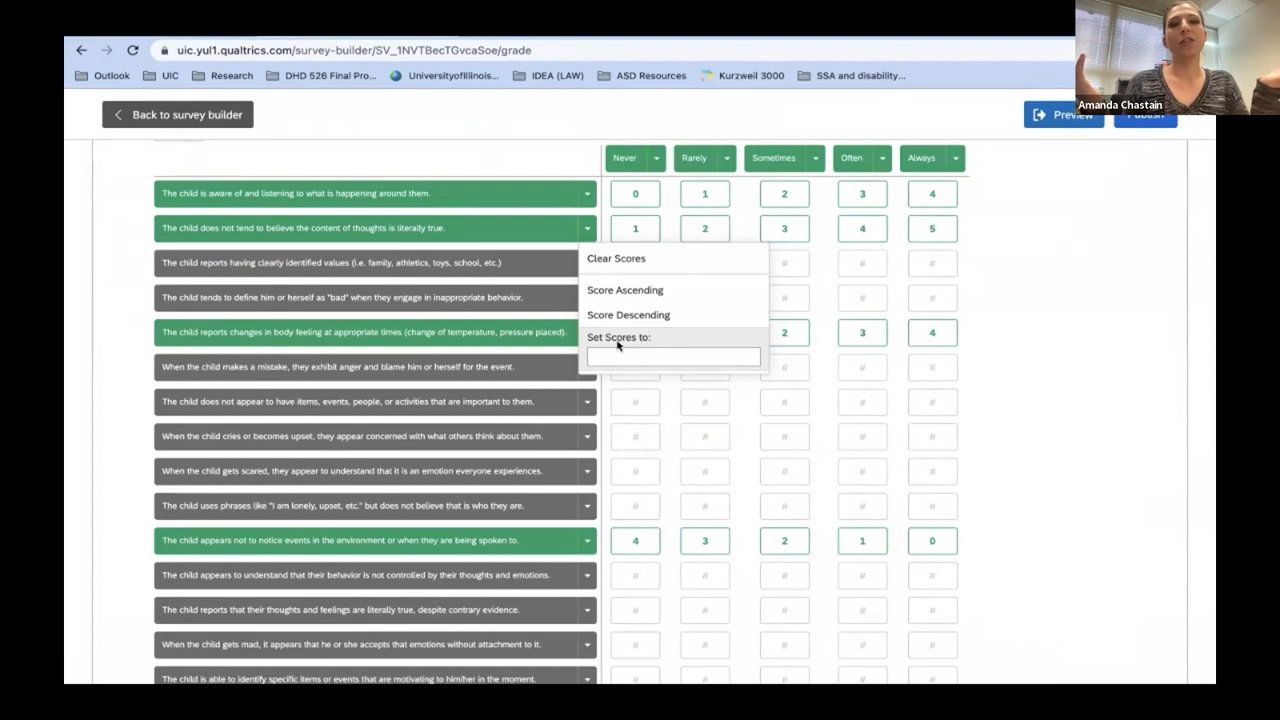 uic.yul1.qualtrics.com/survey-builder/SV_1NVTBecTGvcaSoe/grade
Outlook UIC Research DHD 526 Final Pro... UniversityofIllinois... IDEA (LAW) ASD Resources Kurzweil 3000 SSA and disability...
Amanda Chastain
Back to survey builder Preview Publish
Never Rarely Sometimes Often Always
The child is aware of and listening to what is happening around them. 0 1 2 3 4
The child does not tend to believe the content of thoughts is literally true. 1 2 3 4 5
Clear Scores
Score Ascending
Score Descending
Set Scores to:
The child reports having clearly identified values (i.e. family, athletics, toys, school, etc.) # #
The child tends to define him or herself as "bad" when they engage in inappropriate behavior. # #
The child reports changes in body feeling at appropriate times (change of temperature, pressure placed). 2 3 4
When the child makes a mistake, they exhibit anger and blame him or herself for the event. # #
The child does not appear to have items, events, people, or activities that are important to them. # # # # #
When the child cries or becomes upset, they appear concerned with what others think about them. # # # # #
When the child gets scared, they appear to understand that it is an emotion everyone experiences. # # # # #
The child uses phrases like "I am lonely, upset, etc." but does not believe that is who they are. # # # # #
The child appears not to notice events in the environment or when they are being spoken to. 4 3 2 1 0
The child appears to understand that their behavior is not controlled by their thoughts and emotions. # # # # #
The child reports that their thoughts and feelings are literally true, despite contrary evidence. # # # # #
When the child gets mad, it appears that he or she accepts that emotions without attachment to it. # # # # #
The child is able to identify specific items or events that are motivating to him/her in the moment. # # # # #